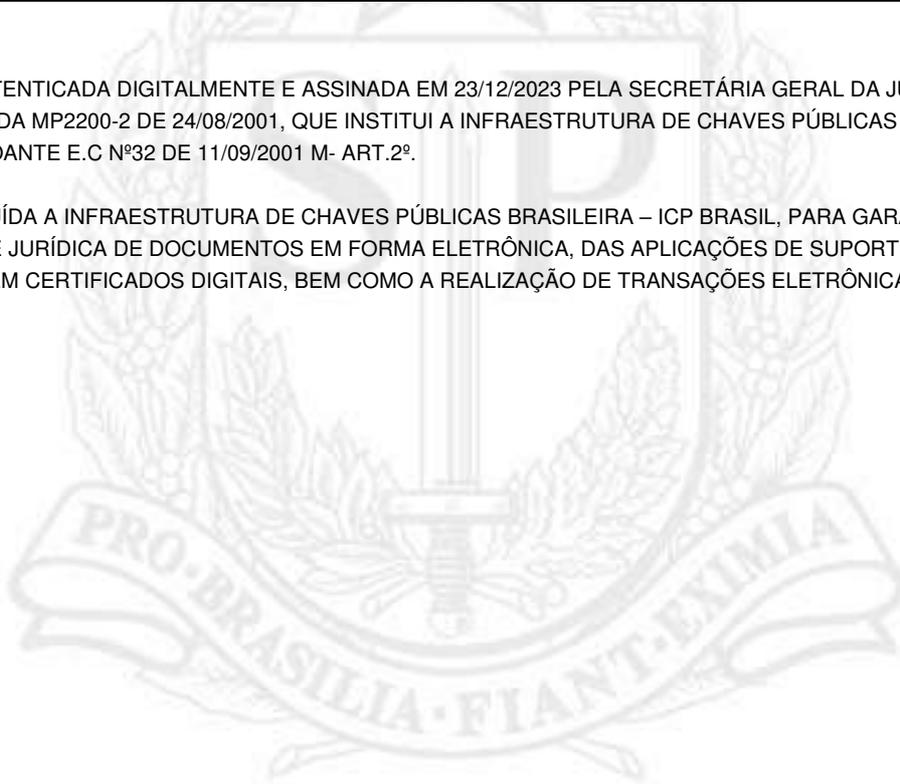 TENTICADA DIGITALMENTE E ASSINADA EM 23/12/2023 PELA SECRETÁRIA GERAL DA JU
DA MP2200-2 DE 24/08/2001, QUE INSTITUI A INFRAESTRUTURA DE CHAVES PÚBLICAS
DANTE E.C Nº32 DE 11/09/2001 M- ART.2º.
ÍDA A INFRAESTRUTURA DE CHAVES PÚBLICAS BRASILEIRA – ICP BRASIL, PARA GARA
E JURÍDICA DE DOCUMENTOS EM FORMA ELETRÔNICA, DAS APLICAÇÕES DE SUPORT
EM CERTIFICADOS DIGITAIS, BEM COMO A REALIZAÇÃO DE TRANSAÇÕES ELETRÔNICA
S P
PRO·BRASILIA·FIANT·EXIMIA